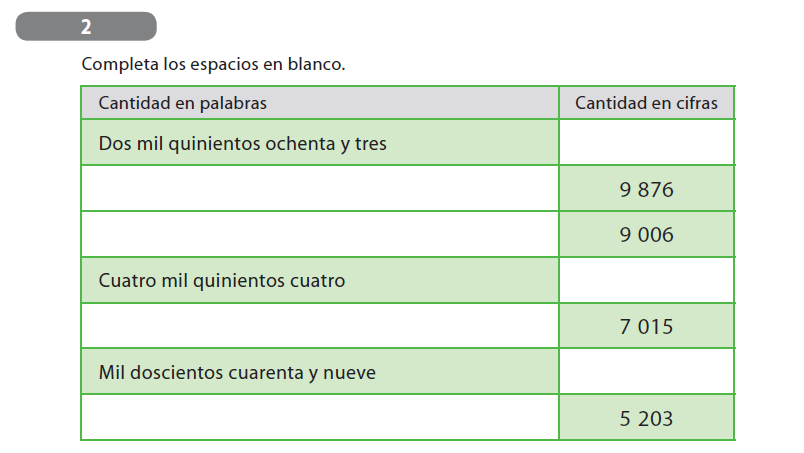 2
Completa los espacios en blanco.
Cantidad en palabras Cantidad en cifras
Dos mil quinientos ochenta y tres
9 876
9 006
Cuatro mil quinientos cuatro
7 015
Mil doscientos cuarenta y nueve
5 203